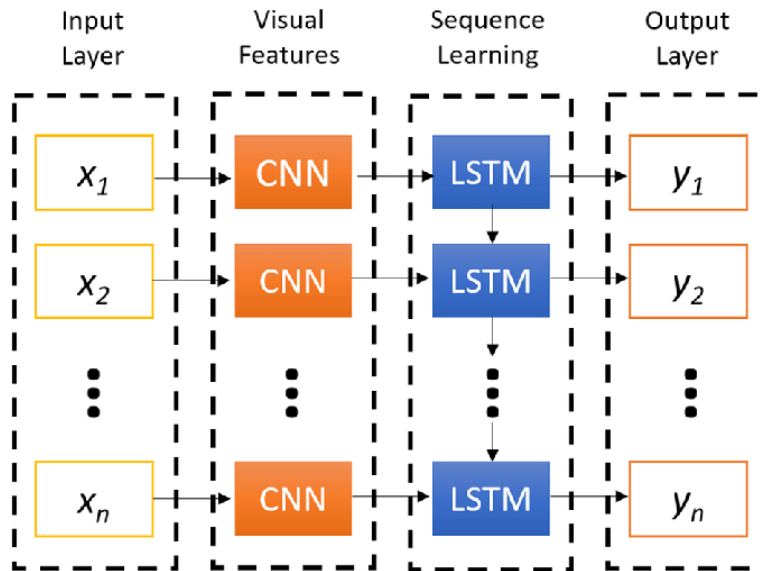 Input
Layer
Visual
Features
Sequence
Learning
Output
Layer
x1
CNN
LSTM
y1
x2
CNN
LSTM
y2
xn
CNN
LSTM
yn